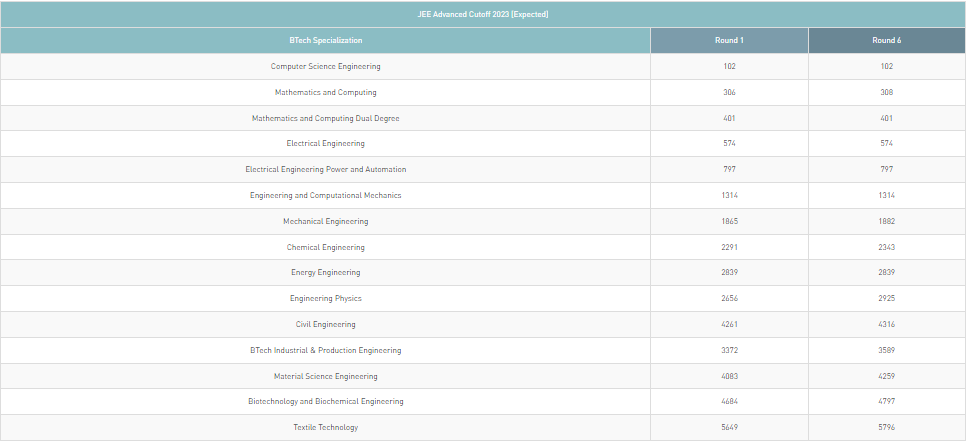 JEE Advanced Cutoff 2023 [Expected]
BTech Specialization Round 1 Round 6
Computer Science Engineering 102 102
Mathematics and Computing 306 308
Mathematics and Computing Dual Degree 401 401
Electrical Engineering 574 574
Electrical Engineering Power and Automation 797 797
Engineering and Computational Mechanics 1314 1314
Mechanical Engineering 1865 1882
Chemical Engineering 2291 2343
Energy Engineering 2839 2839
Engineering Physics 2656 2925
Civil Engineering 4261 4316
BTech Industrial & Production Engineering 3372 3589
Material Science Engineering 4083 4259
Biotechnology and Biochemical Engineering 4684 4797
Textile Technology 5649 5796